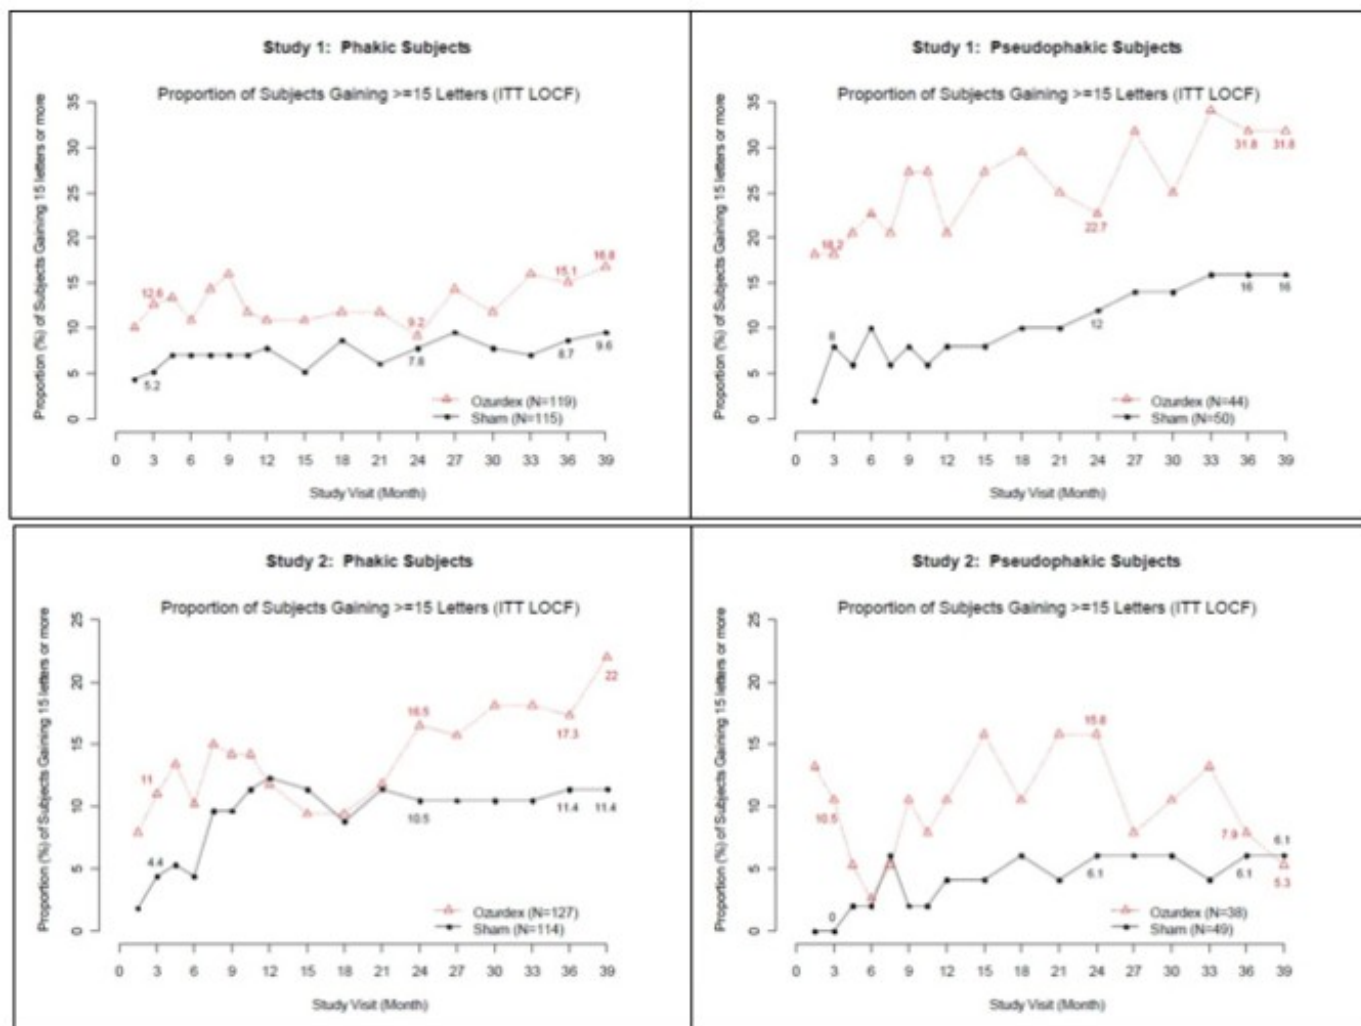 Study 1: Phakic Subjects
Proportion of Subjects Gaining >=15 Letters (ITT LOCF)
Proportion (%) of Subjects Gaining 15 letters or more
35
30
25
20
15
10
5
0
12.6
5.2
9.2
7.8
15.1
16.8
8.7
9.6
Ozurdex (N=119)
Sham (N=115)
0 3 6 9 12 15 18 21 24 27 30 33 36 39
Study Visit (Month)
Study 1: Pseudophakic Subjects
Proportion of Subjects Gaining >=15 Letters (ITT LOCF)
Proportion (%) of Subjects Gaining 15 letters or more
35
30
25
20
15
10
5
0
18.2
8
22.7
12
31.8
31.8
16
16
Ozurdex (N=44)
Sham (N=50)
0 3 6 9 12 15 18 21 24 27 30 33 36 39
Study Visit (Month)
Study 2: Phakic Subjects
Proportion of Subjects Gaining >=15 Letters (ITT LOCF)
Proportion (%) of Subjects Gaining 15 letters or more
25
20
15
10
5
0
11
4.4
16.5
10.5
17.3
22
11.4
11.4
Ozurdex (N=127)
Sham (N=114)
0 3 6 9 12 15 18 21 24 27 30 33 36 39
Study Visit (Month)
Study 2: Pseudophakic Subjects
Proportion of Subjects Gaining >=15 Letters (ITT LOCF)
Proportion (%) of Subjects Gaining 15 letters or more
25
20
15
10
5
0
10.5
0
15.8
6.1
7.9
6.1
6.1
5.3
Ozurdex (N=38)
Sham (N=49)
0 3 6 9 12 15 18 21 24 27 30 33 36 39
Study Visit (Month)